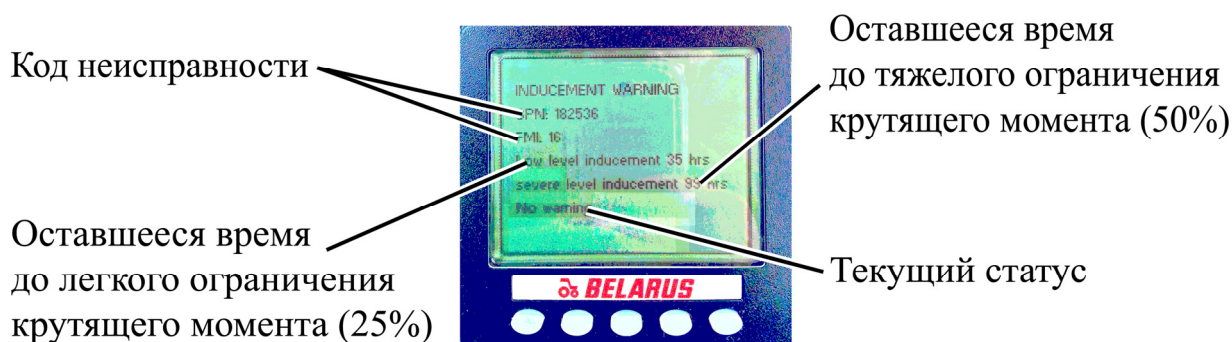 Код неисправности
Оставшееся время
до легкого ограничения
крутящего момента (25%)
INDUCEMENT WARNING
SPN: 182536
FMI: 16
Low level inducement 35 hrs
severe level inducement 99 hrs
No warning
BELARUS
Оставшееся время
до тяжелого ограничения
крутящего момента (50%)
Текущий статус